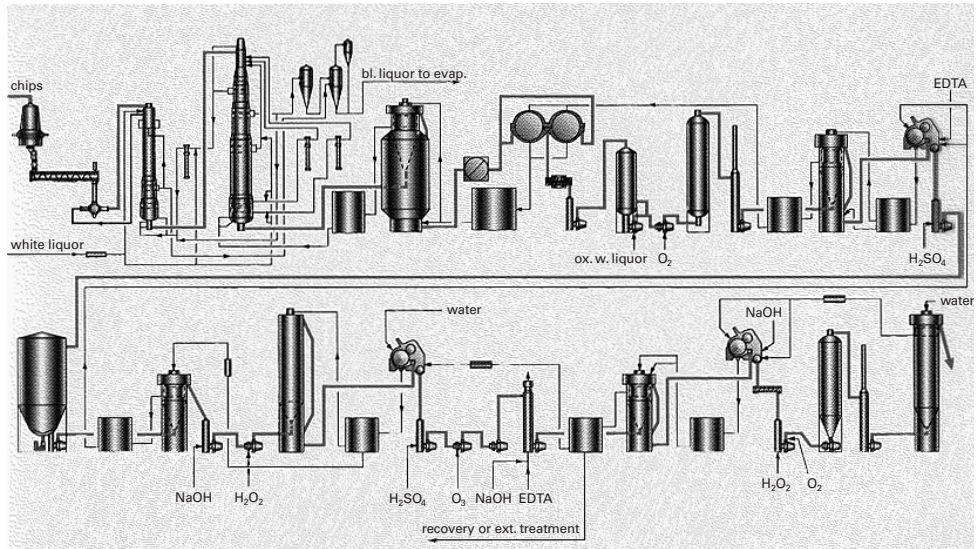 chips
bl. liquor to evap.
EDTA
white liquor
ox. w. liquor
O₂
H₂SO₄
water
NaOH
water
NaOH
H₂O₂
H₂SO₄
O₃
NaOH
EDTA
H₂O₂
O₂
recovery or ext. treatment